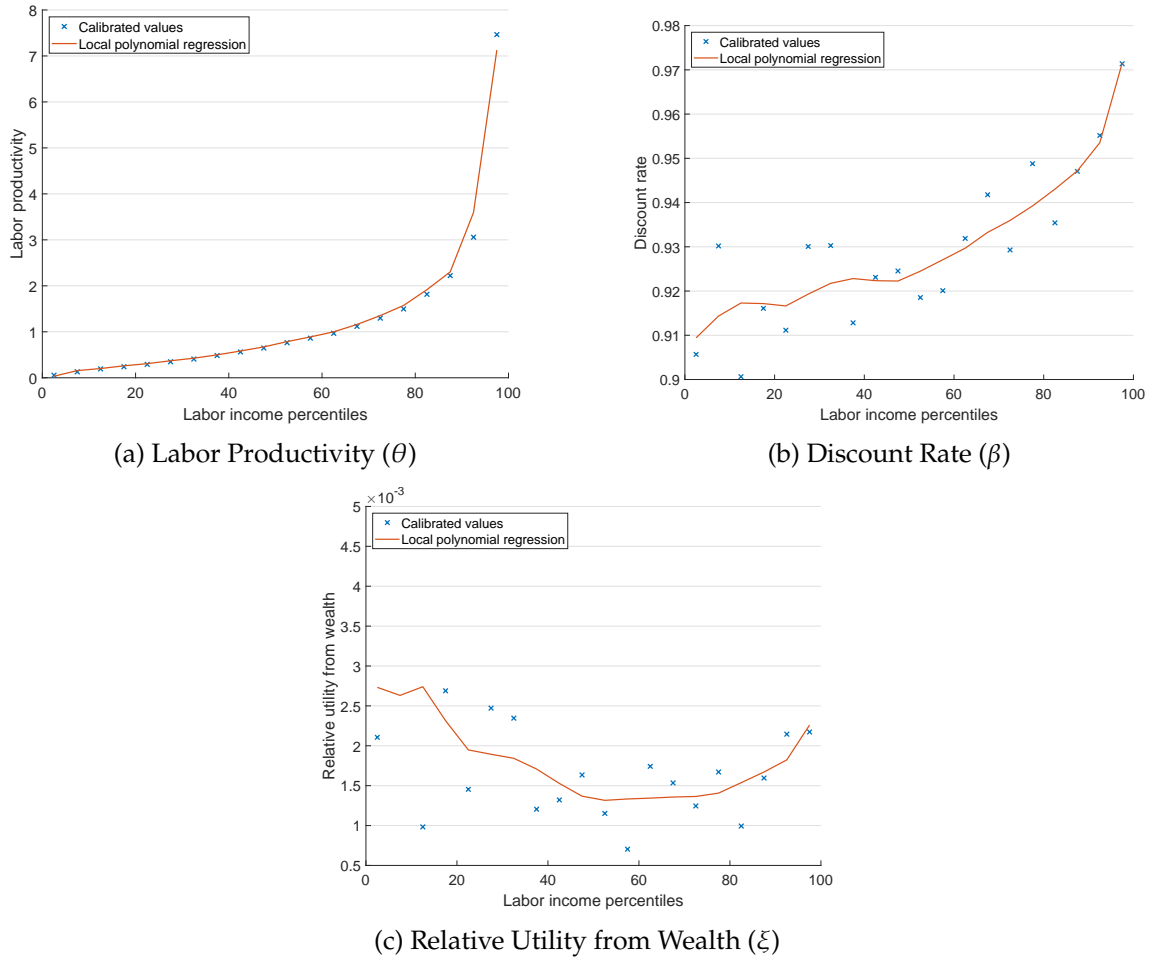 8
7
6
5
4
3
2
1
0
Labor productivity
Calibrated values
Local polynomial regression
0 20 40 60 80 100
Labor income percentiles
(a) Labor Productivity (θ)
0.98
0.97
0.96
0.95
0.94
0.93
0.92
0.91
0.9
Discount rate
Calibrated values
Local polynomial regression
0 20 40 60 80 100
Labor income percentiles
(b) Discount Rate (β)
×10⁻³
5
4.5
4
3.5
3
2.5
2
1.5
1
0.5
Relative utility from wealth
Calibrated values
Local polynomial regression
0 20 40 60 80 100
Labor income percentiles
(c) Relative Utility from Wealth (ξ)